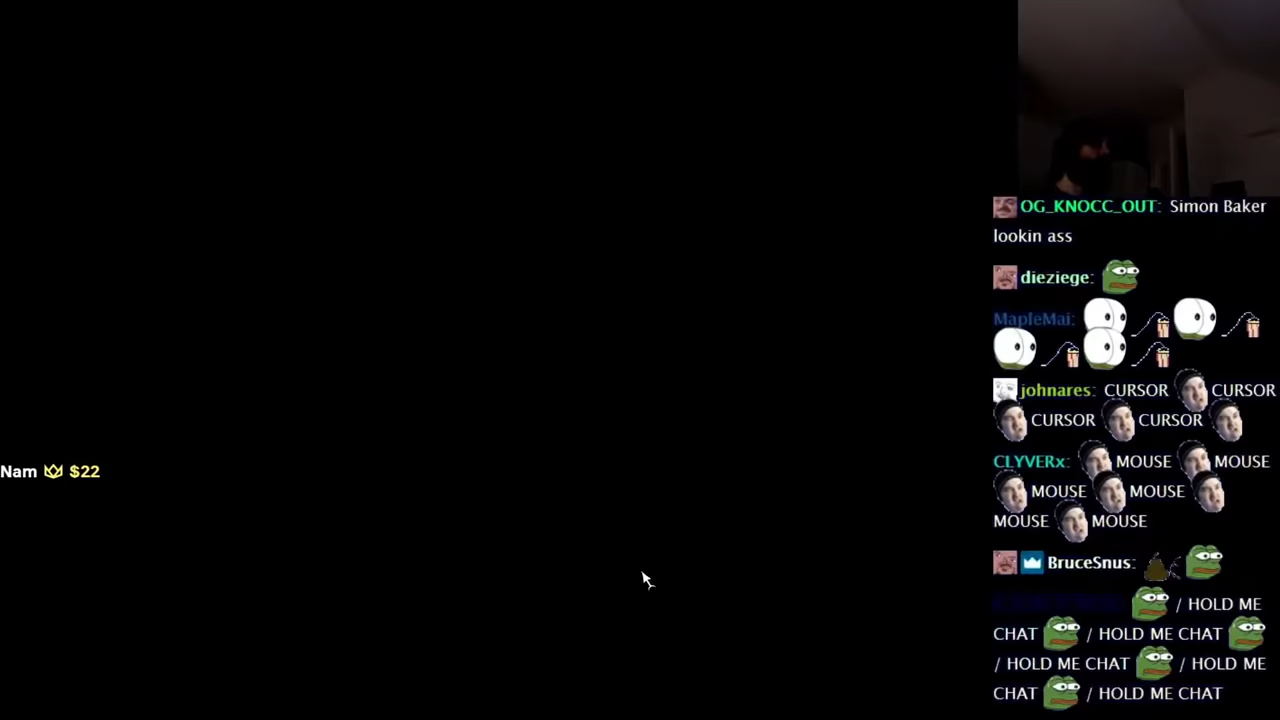 OG_KNOCC_OUT: Simon Baker
lookin ass
dieziege:
MapleMai:
johnares: CURSOR CURSOR
CURSOR CURSOR
CLYVERx: MOUSE MOUSE
MOUSE MOUSE
MOUSE MOUSE
Nam $22
BruceSnus:
/ HOLD ME
CHAT / HOLD ME CHAT
/ HOLD ME CHAT / HOLD ME
CHAT / HOLD ME CHAT